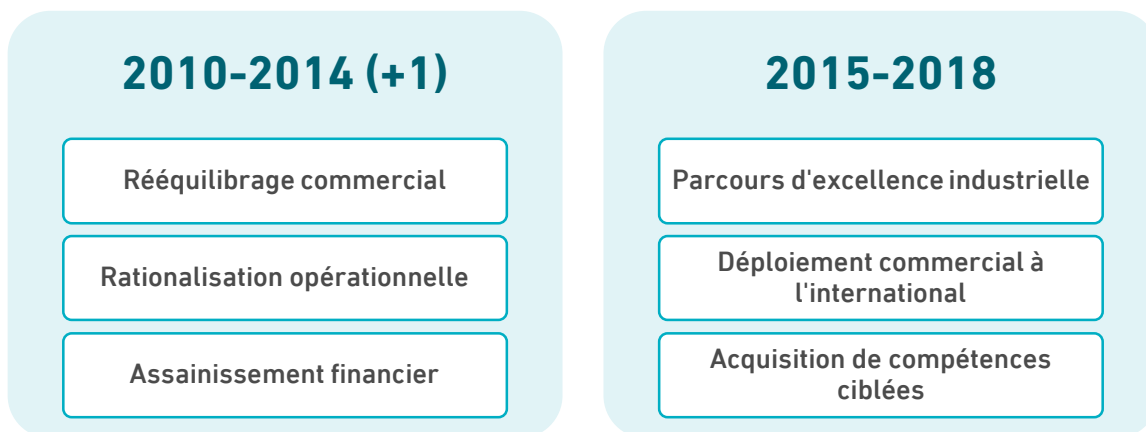 2010-2014 (+1)
Rééquilibrage commercial
Rationalisation opérationnelle
Assainissement financier
2015-2018
Parcours d'excellence industrielle
Déploiement commercial à
l'international
Acquisition de compétences
ciblées